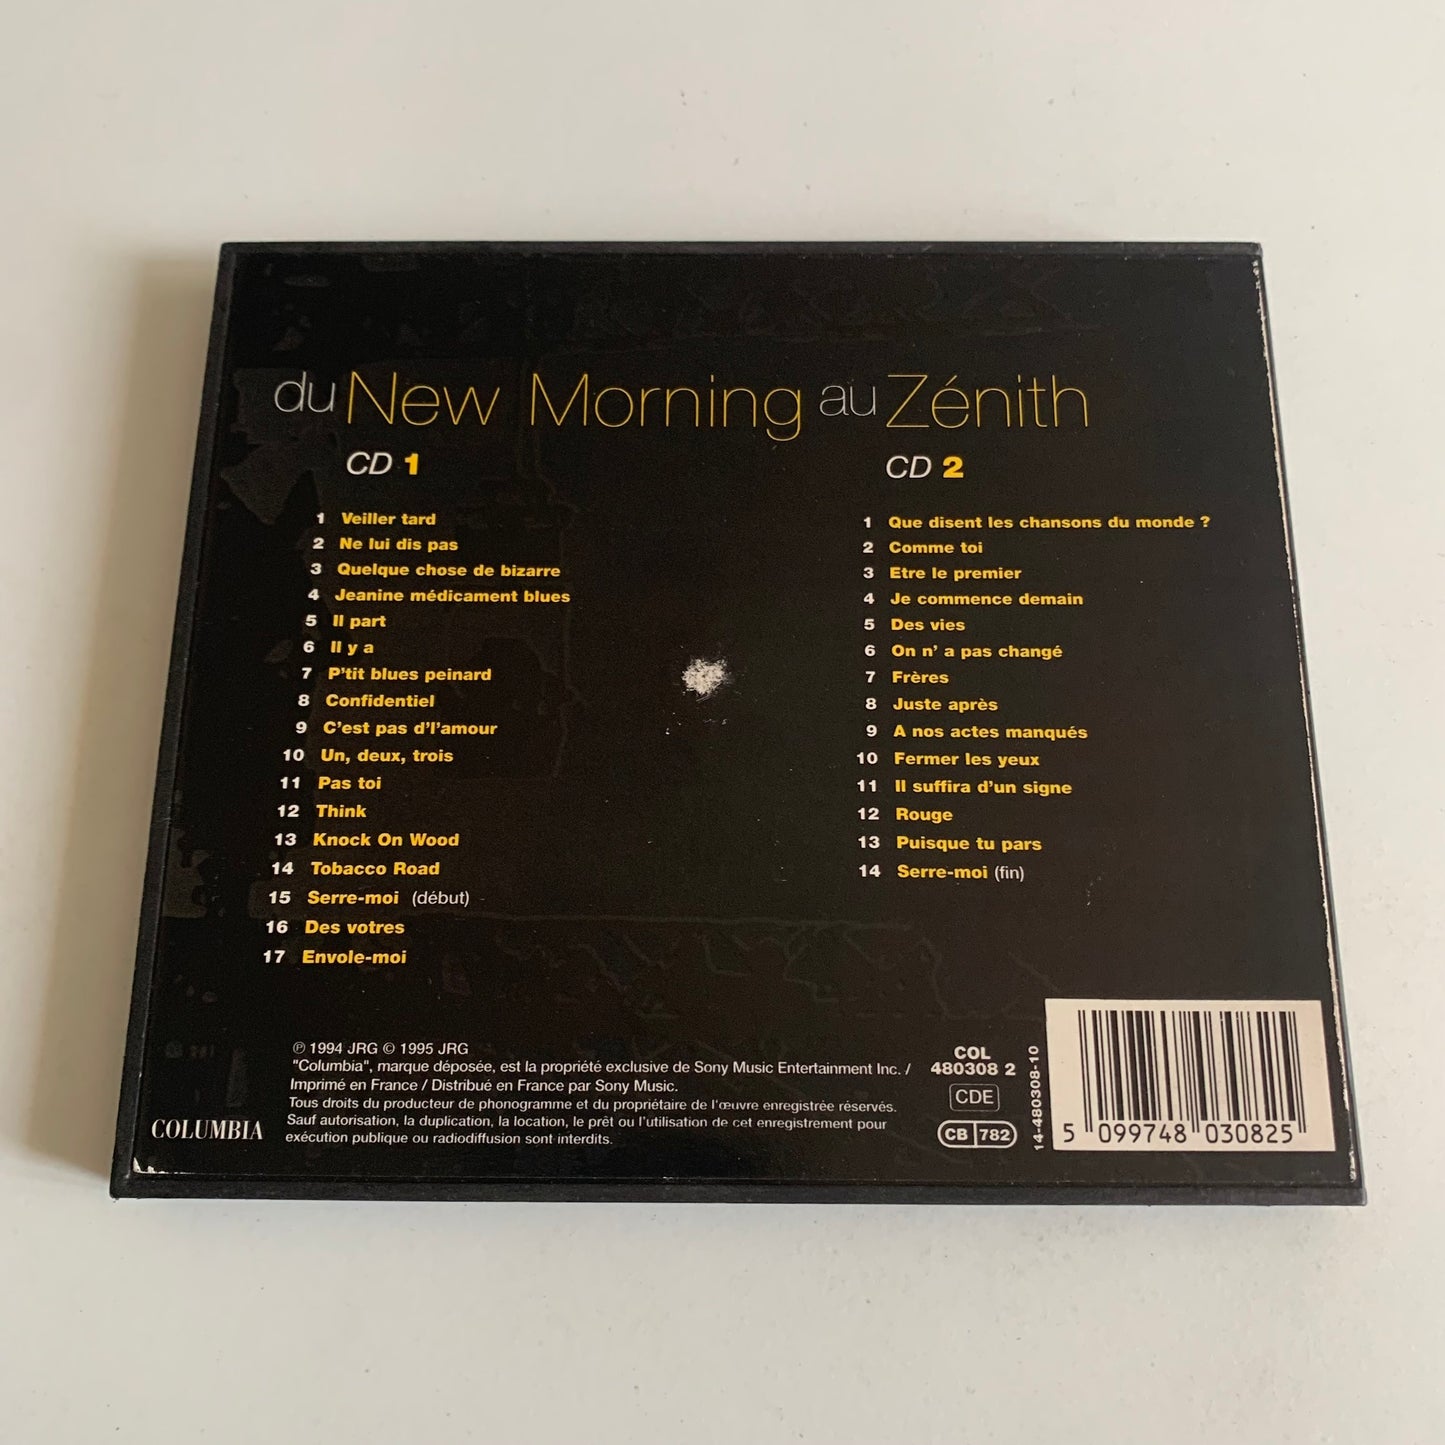 du New Morning au Zénith
CD 1
1 Veiller tard
2 Ne lui dis pas
3 Quelque chose de bizarre
4 Jeanine médicament blues
5 Il part
6 Il y a
7 P'tit blues peinard
8 Confidentiel
9 C'est pas d'l'amour
10 Un, deux, trois
11 Pas toi
12 Think
13 Knock On Wood
14 Tobacco Road
15 Serre-moi (début)
16 Des votres
17 Envole-moi
CD 2
1 Que disent les chansons du monde ?
2 Comme toi
3 Etre le premier
4 Je commence demain
5 Des vies
6 On n' a pas changé
7 Frères
8 Juste après
9 A nos actes manqués
10 Fermer les yeux
11 Il suffira d'un signe
12 Rouge
13 Puisque tu pars
14 Serre-moi (fin)
COLUMBIA
℗ 1994 JRG © 1995 JRG
"Columbia", marque déposée, est la propriété exclusive de Sony Music Entertainment Inc. /
Imprimé en France / Distribué en France par Sony Music.
Tous droits du producteur de phonogramme et du propriétaire de l'œuvre enregistrée réservés.
Sauf autorisation, la duplication, la location, le prêt ou l'utilisation de cet enregistrement pour
exécution publique ou radiodiffusion sont interdits.
COL
480308 2
CDE
CB 782
14-480308-10
5 099748 030825